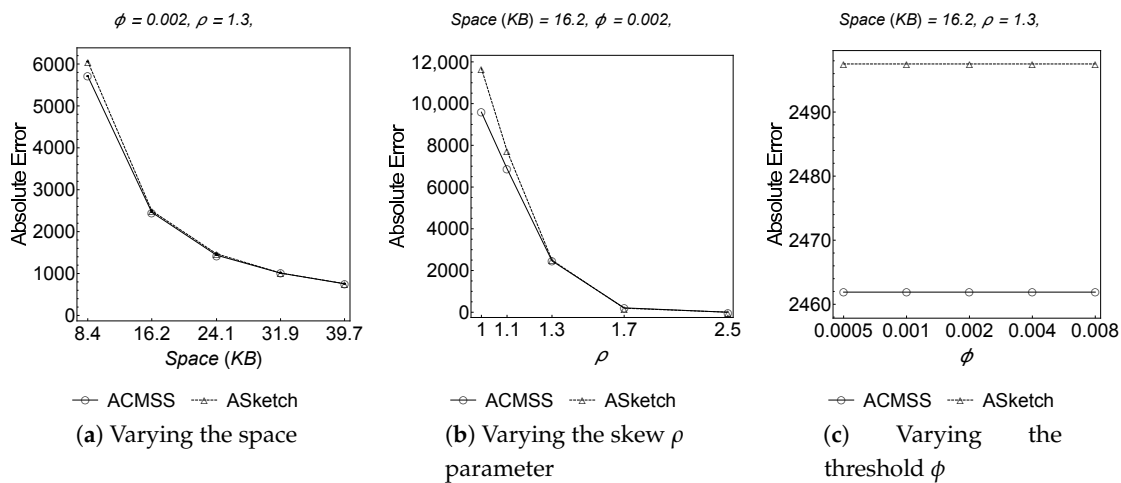 ϕ = 0.002, ρ = 1.3,
Absolute Error
6000
5000
4000
3000
2000
1000
0
8.4 16.2 24.1 31.9 39.7
Space (KB)
ACMSS ASketch
(a) Varying the space
Space (KB) = 16.2, ϕ = 0.002,
Absolute Error
12,000
10,000
8000
6000
4000
2000
0
1 1.1 1.3 1.7 2.5
ρ
ACMSS ASketch
(b) Varying the skew ρ
parameter
Space (KB) = 16.2, ρ = 1.3,
Absolute Error
2490
2480
2470
2460
0.0005 0.001 0.002 0.004 0.008
ϕ
ACMSS ASketch
(c) Varying the
threshold ϕ